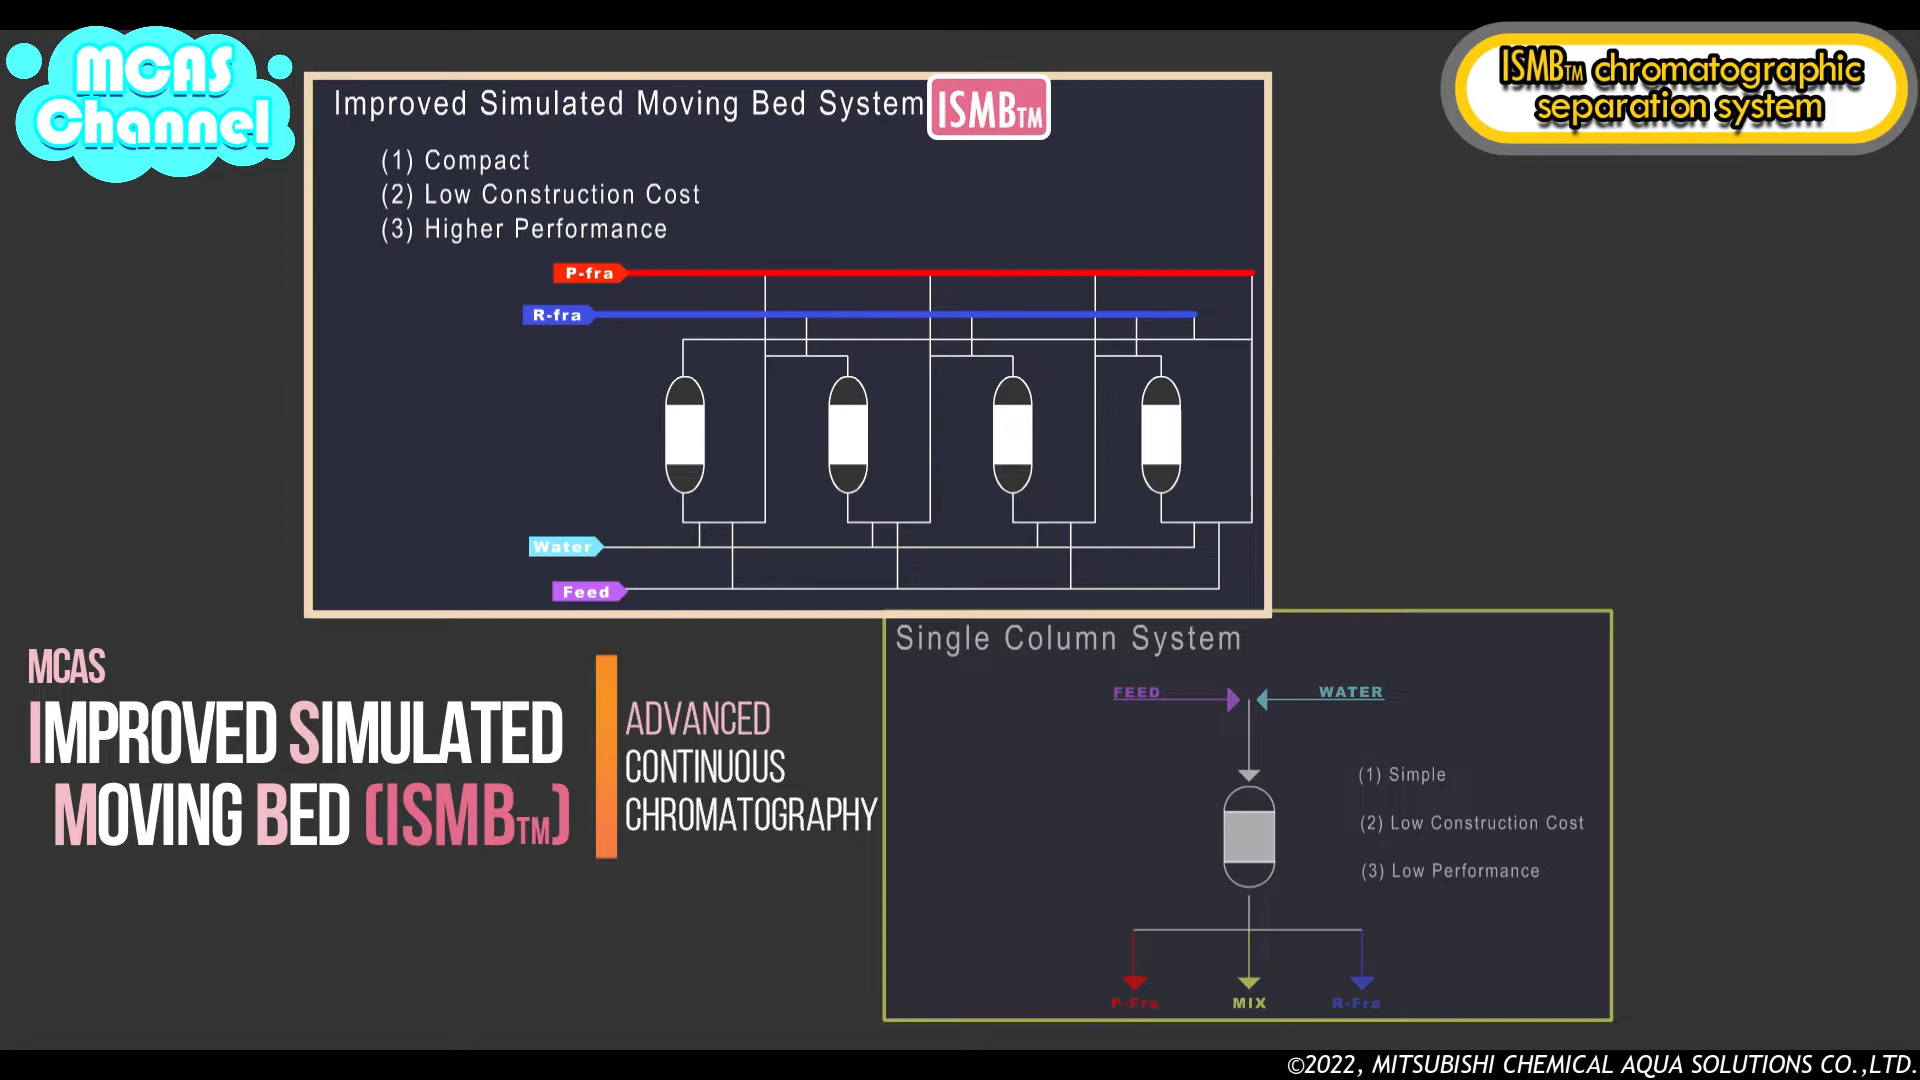 MCAS
Channel
ISMB™ chromatographic
separation system
Improved Simulated Moving Bed System ISMB™
(1) Compact
(2) Low Construction Cost
(3) Higher Performance
P-fra
R-fra
Water
Feed
MCAS
IMPROVED SIMULATED
MOVING BED (ISMB™)
ADVANCED
CONTINUOUS
CHROMATOGRAPHY
Single Column System
FEED
WATER
(1) Simple
(2) Low Construction Cost
(3) Low Performance
P-Fra
MIX
R-Fra
©2022, MITSUBISHI CHEMICAL AQUA SOLUTIONS CO.,LTD.